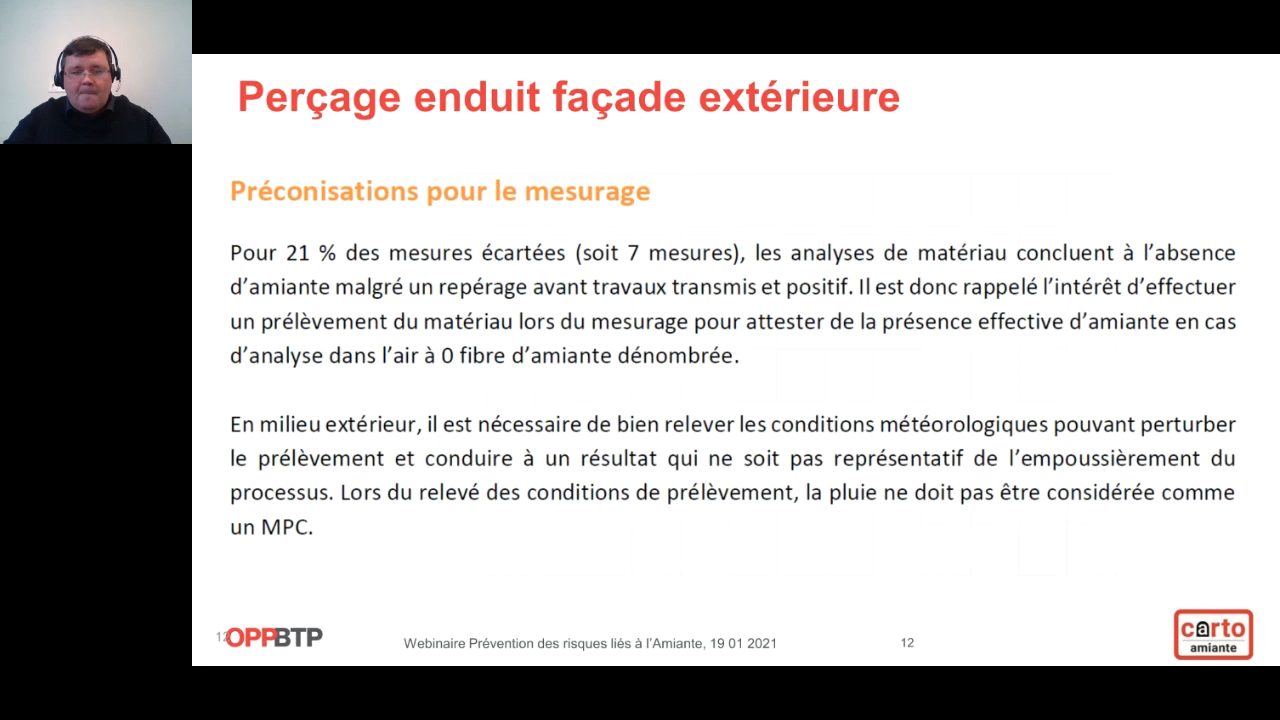 Perçage enduit façade extérieure
Préconisations pour le mesurage
Pour 21 % des mesures écartées (soit 7 mesures), les analyses de matériau concluent à l’absence
d’amiante malgré un repérage avant travaux transmis et positif. Il est donc rappelé l’intérêt d’effectuer
un prélèvement du matériau lors du mesurage pour attester de la présence effective d’amiante en cas
d’analyse dans l’air à 0 fibre d’amiante dénombrée.
En milieu extérieur, il est nécessaire de bien relever les conditions météorologiques pouvant perturber
le prélèvement et conduire à un résultat qui ne soit pas représentatif de l’empoussièrement du
processus. Lors du relevé des conditions de prélèvement, la pluie ne doit pas être considérée comme
un MPC.
12
OPPBTP
Webinaire Prévention des risques liés à l’Amiante, 19 01 2021
12
carto
amiante